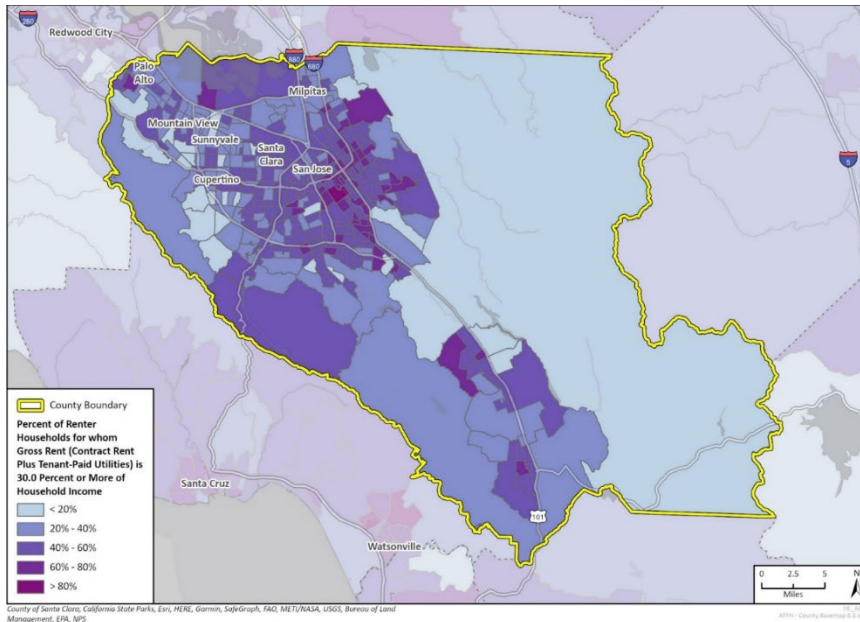 280
Redwood City
Palo
Alto
880
680
Milpitas
Mountain View
Sunnyvale
Santa
Clara
San Jose
Cupertino
5
County Boundary
Percent of Renter
Households for whom
Gross Rent (Contract Rent
Plus Tenant-Paid Utilities) is
30.0 Percent or More of
Household Income
< 20%
20% - 40%
40% - 60%
60% - 80%
> 80%
Santa Cruz
Watsonville
101
0 2.5 5
Miles
N
County of Santa Clara, California State Parks, Esri, HERE, Garmin, SafeGraph, FAO, METI/NASA, USGS, Bureau of Land
Management, EPA, NPS